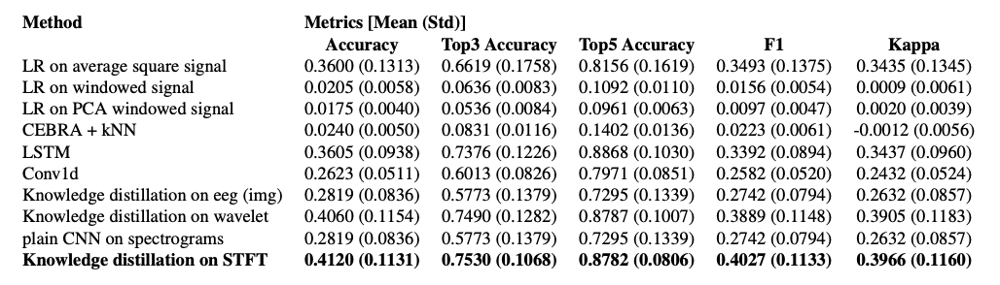 Method Metrics [Mean (Std)]
Accuracy Top3 Accuracy Top5 Accuracy F1 Kappa
LR on average square signal 0.3600 (0.1313) 0.6619 (0.1758) 0.8156 (0.1619) 0.3493 (0.1375) 0.3435 (0.1345)
LR on windowed signal 0.0205 (0.0058) 0.0636 (0.0083) 0.1092 (0.0110) 0.0156 (0.0054) 0.0009 (0.0061)
LR on PCA windowed signal 0.0175 (0.0040) 0.0536 (0.0084) 0.0961 (0.0063) 0.0097 (0.0047) 0.0020 (0.0039)
CEBRA + kNN 0.0240 (0.0050) 0.0831 (0.0116) 0.1402 (0.0136) 0.0223 (0.0061) -0.0012 (0.0056)
LSTM 0.3605 (0.0938) 0.7376 (0.1226) 0.8868 (0.1030) 0.3392 (0.0894) 0.3437 (0.0960)
Conv1d 0.2623 (0.0511) 0.6013 (0.0826) 0.7971 (0.0851) 0.2582 (0.0520) 0.2432 (0.0524)
Knowledge distillation on eeg (img) 0.2819 (0.0836) 0.5773 (0.1379) 0.7295 (0.1339) 0.2742 (0.0794) 0.2632 (0.0857)
Knowledge distillation on wavelet 0.4060 (0.1154) 0.7490 (0.1282) 0.8787 (0.1007) 0.3889 (0.1148) 0.3905 (0.1183)
plain CNN on spectrograms 0.2819 (0.0836) 0.5773 (0.1379) 0.7295 (0.1339) 0.2742 (0.0794) 0.2632 (0.0857)
Knowledge distillation on STFT 0.4120 (0.1131) 0.7530 (0.1068) 0.8782 (0.0806) 0.4027 (0.1133) 0.3966 (0.1160)